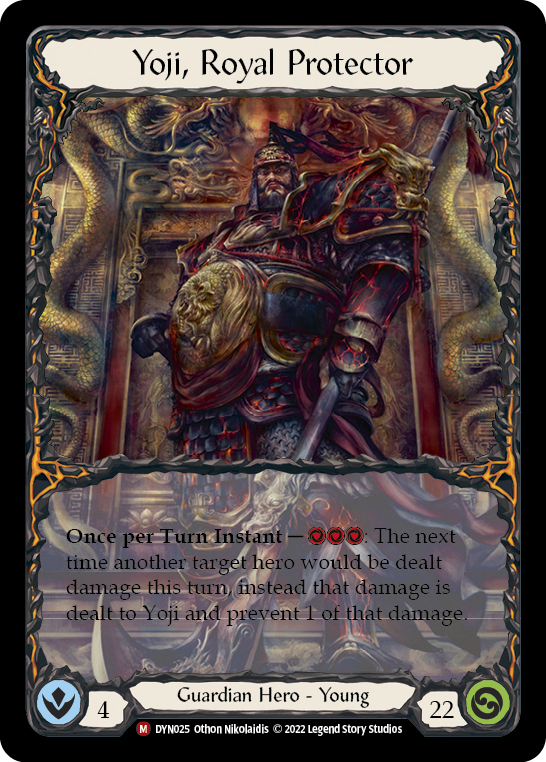 Yoji, Royal Protector
Once per Turn Instant — : The next
time another target hero would be dealt
damage this turn, instead that damage is
dealt to Yoji and prevent 1 of that damage.
4
Guardian Hero - Young
22
M DYN025 Othon Nikolaidis © 2022 Legend Story Studios